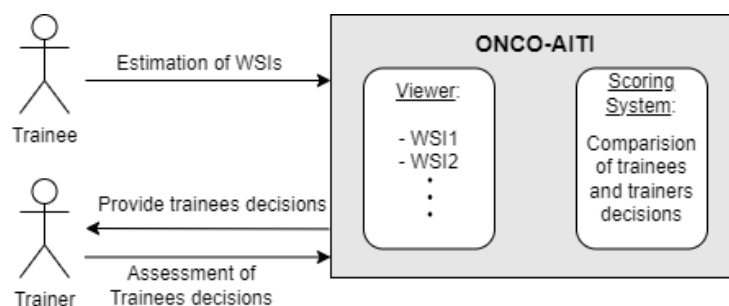 ONCO-AITI
Estimation of WSIs
Trainee
Viewer:
- WSI1
- WSI2
Scoring
System:
Comparision
of trainees
and trainers
decisions
Provide trainees decisions
Assessment of
Trainees decisions
Trainer